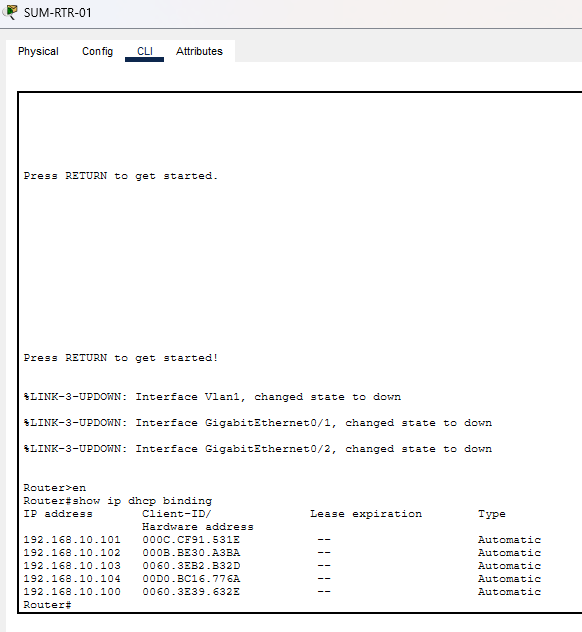 SUM-RTR-01
Physical Config CLI Attributes
Press RETURN to get started.
Press RETURN to get started!
%LINK-3-UPDOWN: Interface Vlan1, changed state to down
%LINK-3-UPDOWN: Interface GigabitEthernet0/1, changed state to down
%LINK-3-UPDOWN: Interface GigabitEthernet0/2, changed state to down
Router>en
Router#show ip dhcp binding
IP address Client-ID/ Lease expiration Type
Hardware address
192.168.10.101 000C.CF91.531E -- Automatic
192.168.10.102 000B.BE30.A3BA -- Automatic
192.168.10.103 0060.3EB2.B32D -- Automatic
192.168.10.104 00D0.BC16.776A -- Automatic
192.168.10.100 0060.3E39.632E -- Automatic
Router#